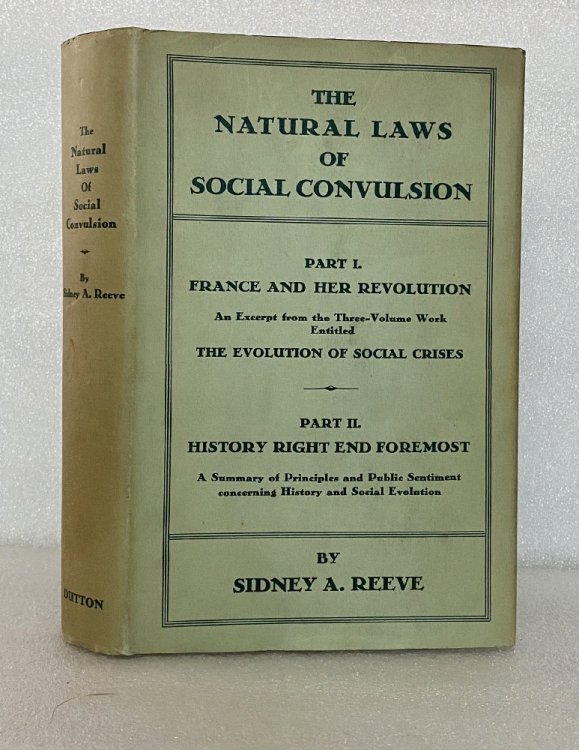 The
Natural
Laws
Of
Social
Convulsion
By
Sidney A. Reeve
DUTTON
THE
NATURAL LAWS
OF
SOCIAL CONVULSION
PART I.
FRANCE AND HER REVOLUTION
An Excerpt from the Three-Volume Work
Entitled
THE EVOLUTION OF SOCIAL CRISES
PART II.
HISTORY RIGHT END FOREMOST
A Summary of Principles and Public Sentiment
concerning History and Social Evolution
BY
SIDNEY A. REEVE